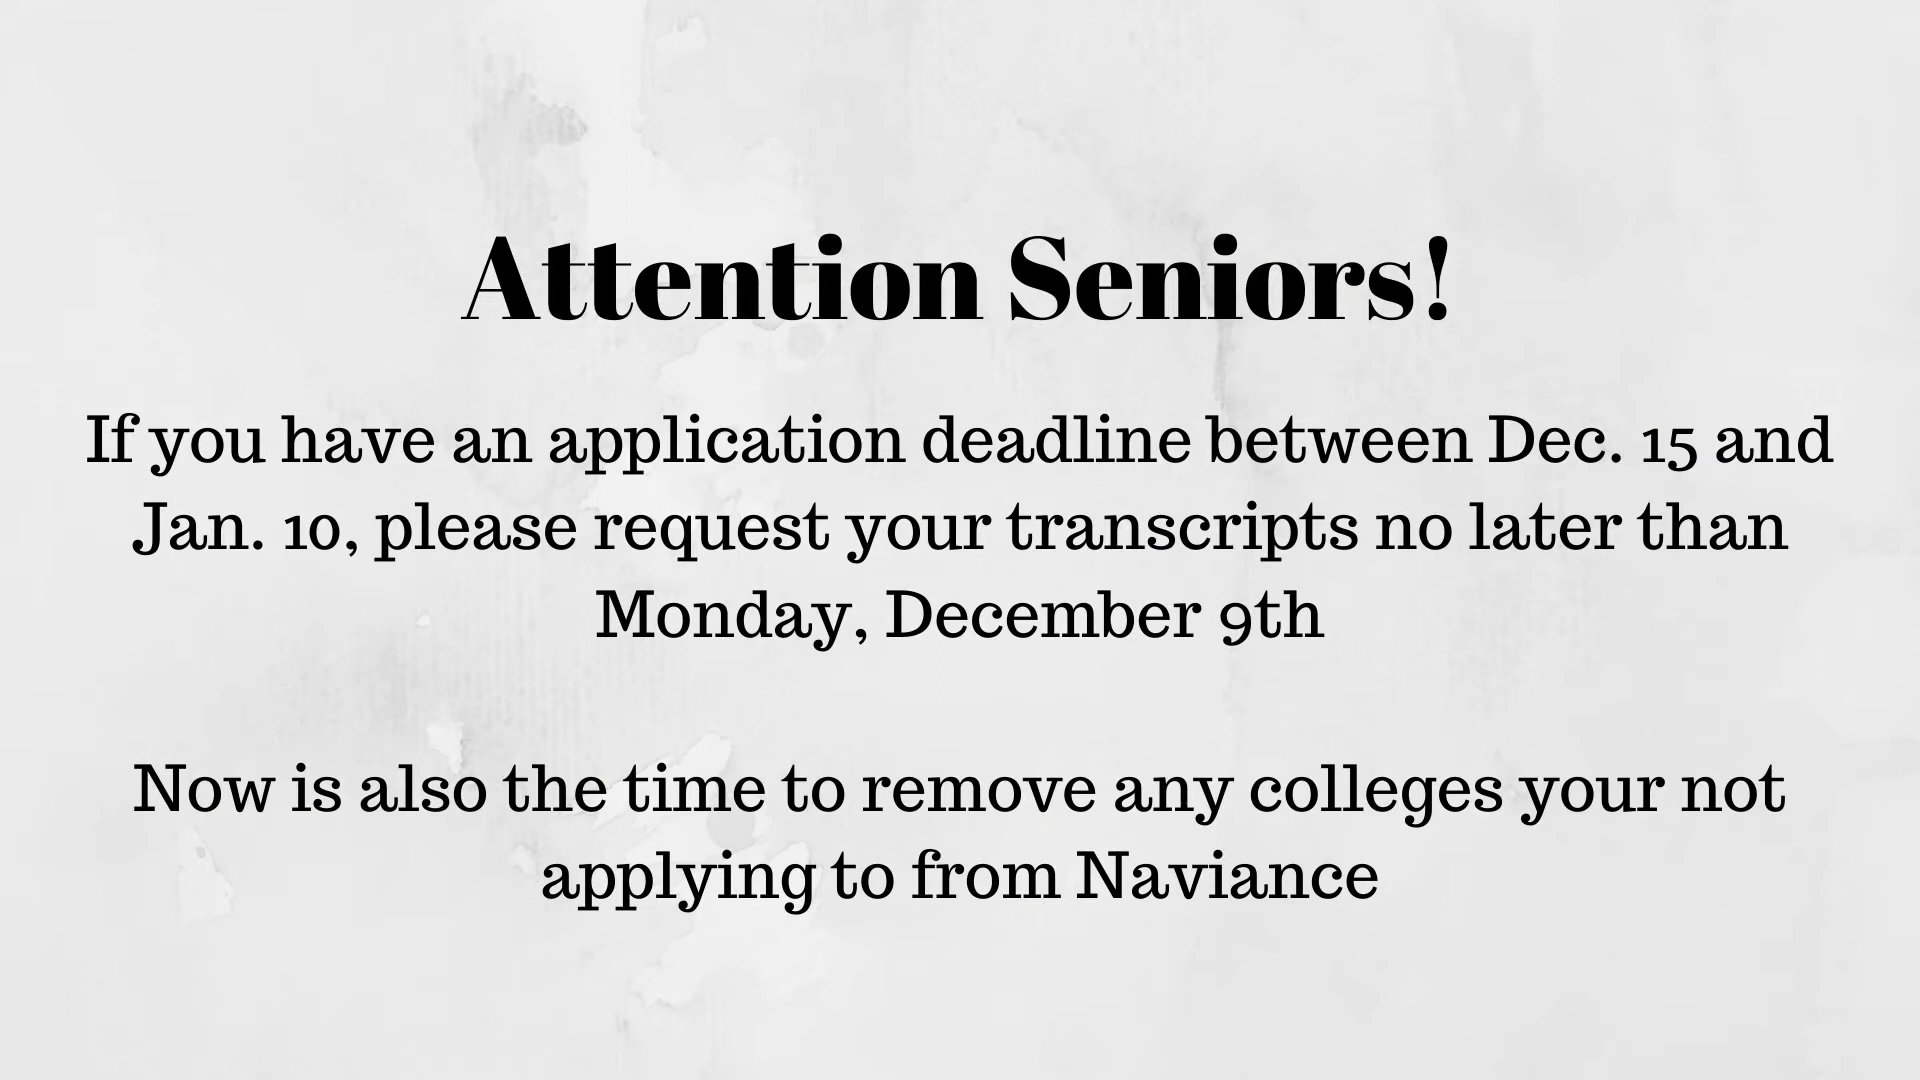 Attention Seniors!
If you have an application deadline between Dec. 15 and
Jan. 10, please request your transcripts no later than
Monday, December 9th
Now is also the time to remove any colleges your not
applying to from Naviance